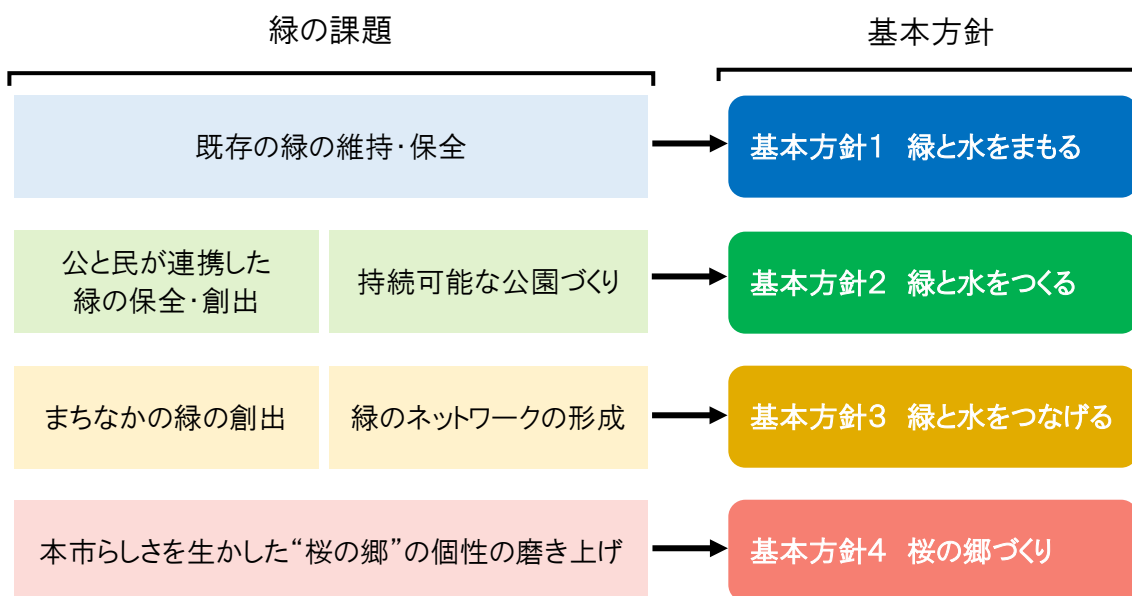 緑の課題
基本方針
既存の緑の維持･保全
基本方針1　緑と水をまもる
公と民が連携した
緑の保全･創出
持続可能な公園づくり
基本方針2　緑と水をつくる
まちなかの緑の創出
緑のネットワークの形成
基本方針3　緑と水をつなげる
本市らしさを生かした“桜の郷”の個性の磨き上げ
基本方針4　桜の郷づくり